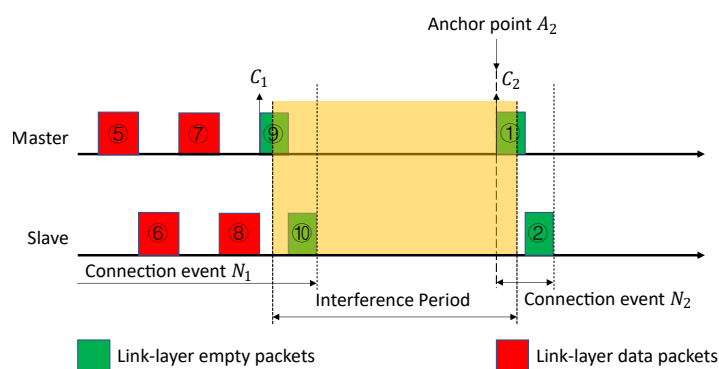 Anchor point A₂
C₁
C₂
Master ⑤ ⑦ ⑨ ①
Slave ⑥ ⑧ ⑩ ②
Connection event N₁
Interference Period
Connection event N₂
Link-layer empty packets
Link-layer data packets